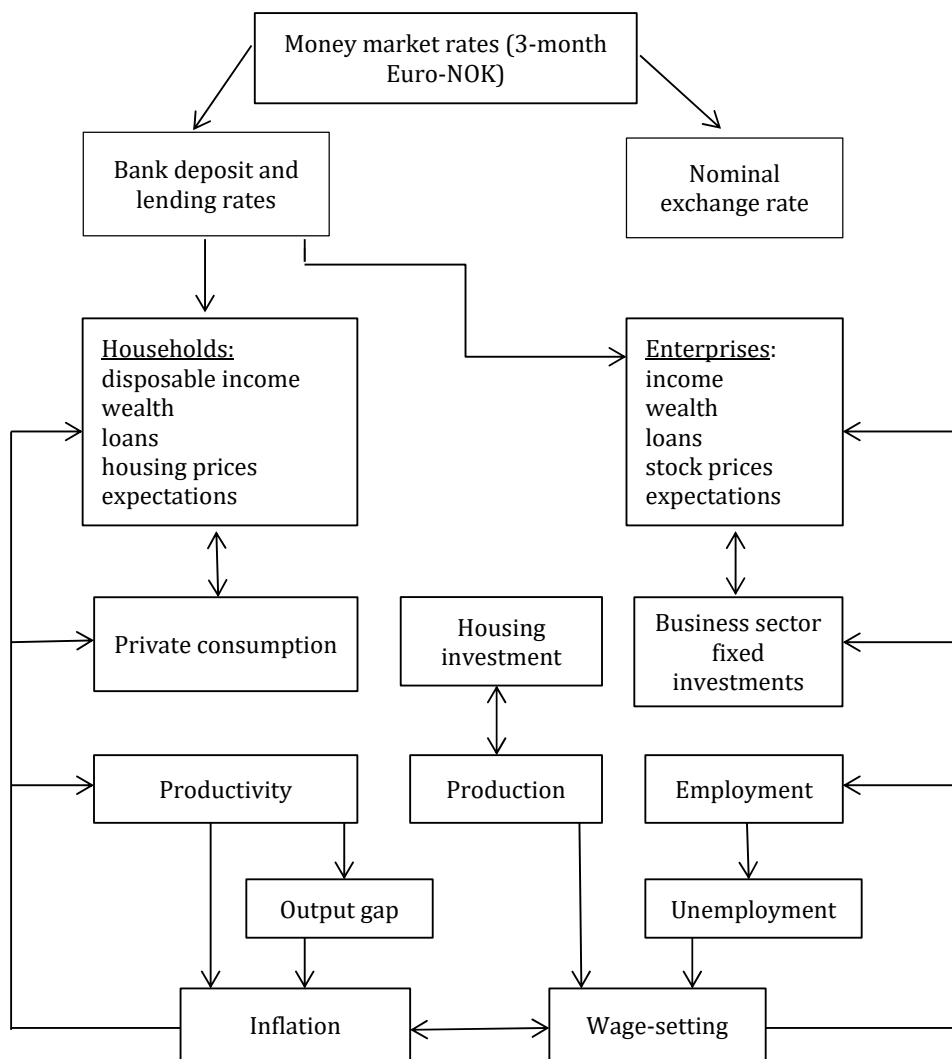 Money market rates (3-month
Euro-NOK)
Bank deposit and
lending rates
Nominal
exchange rate
Households:
disposable income
wealth
loans
housing prices
expectations
Enterprises:
income
wealth
loans
stock prices
expectations
Private consumption
Housing
investment
Business sector
fixed
investments
Productivity
Production
Employment
Output gap
Unemployment
Inflation
Wage-setting